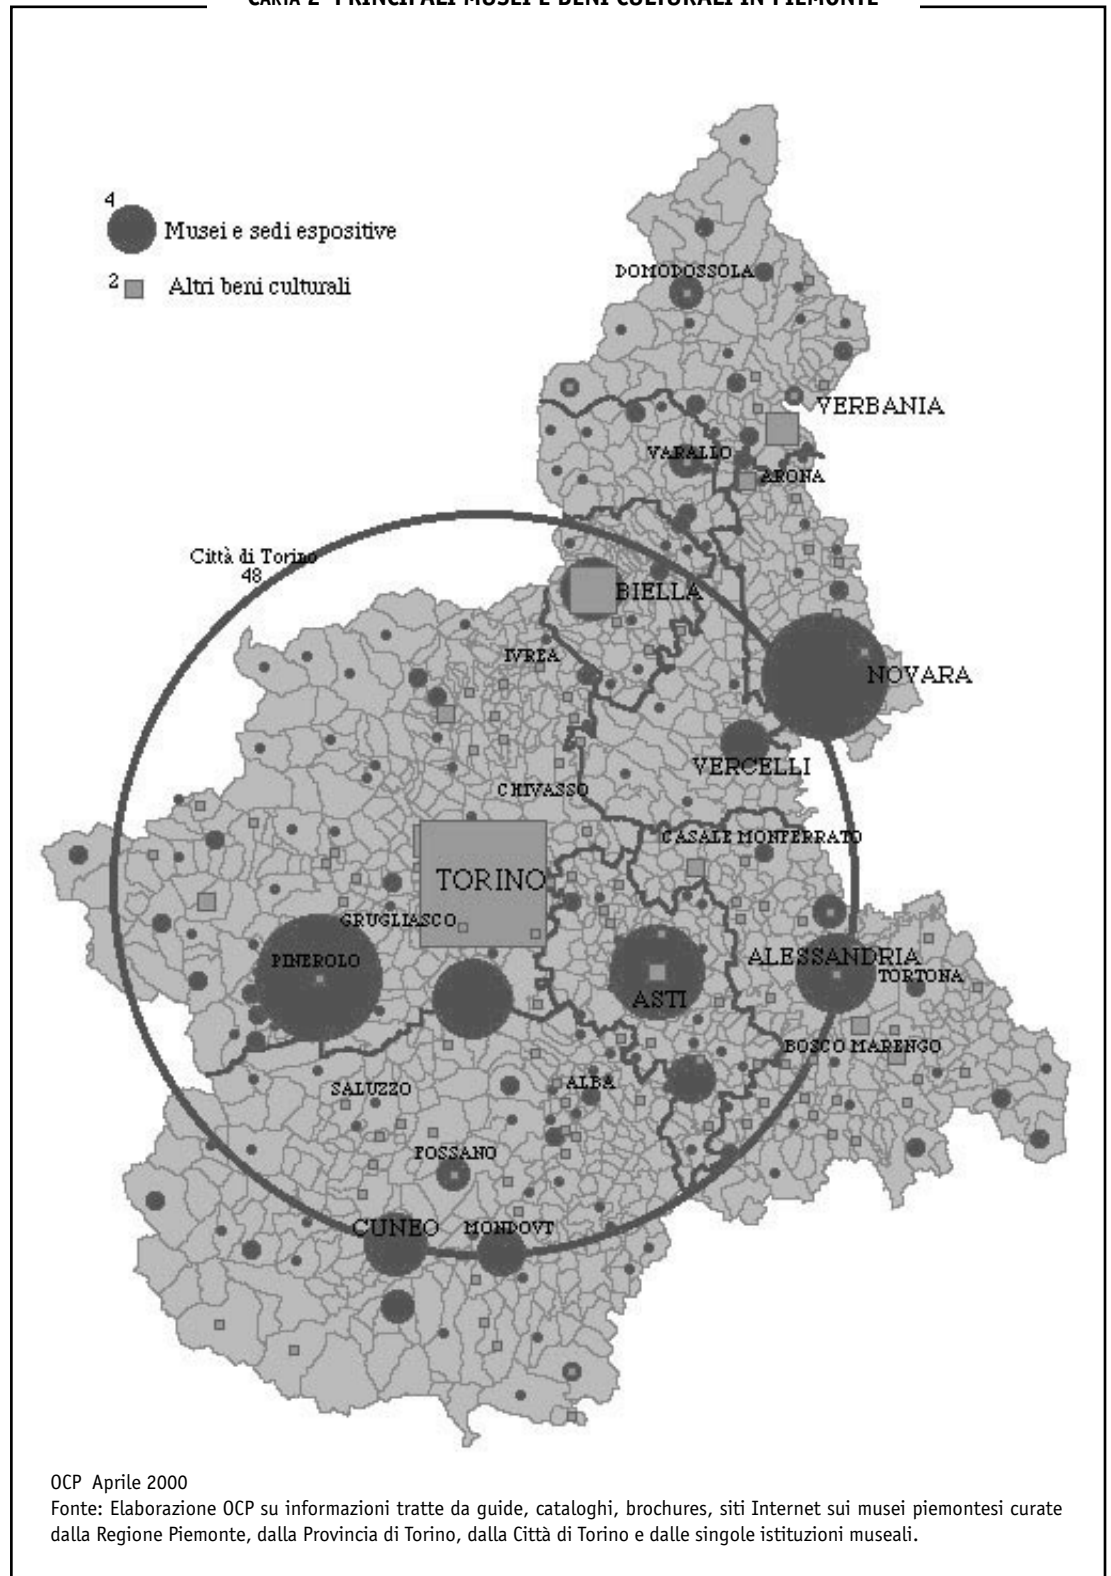 CARTA 2 PRINCIPALI MUSEI E BENI CULTURALI IN PIEMONTE
4
Musei e sedi espositive
2
Altri beni culturali
DOMODOSSOLA
VERBANIA
VARALLO
ARONA
Città di Torino
48
BIELLA
IVREA
NOVARA
VERCELLI
CHIVASSO
CASALE MONFERRATO
TORINO
GRUGLIASCO
PINEROLO
ALESSANDRIA
TORTONA
ASTI
BOSCO MARENGO
SALUZZO
ALBA
FOSSANO
CUNEO
MONDOVI
OCP Aprile 2000
Fonte: Elaborazione OCP su informazioni tratte da guide, cataloghi, brochures, siti Internet sui musei piemontesi curate
dalla Regione Piemonte, dalla Provincia di Torino, dalla Città di Torino e dalle singole istituzioni museali.